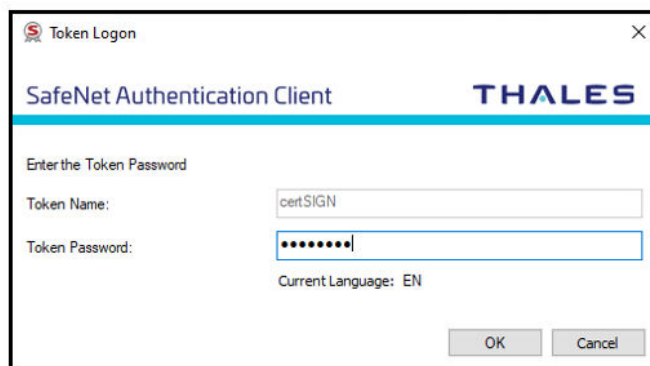 Token Logon
SafeNet Authentication Client THALES
Enter the Token Password
Token Name: certSIGN
Token Password: ••••••••
Current Language: EN
OK Cancel